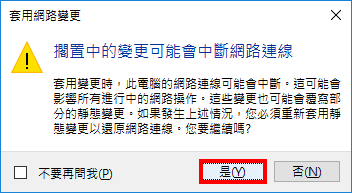 套用網路變更
擱置中的變更可能會中斷網路連線
套用變更時，此電腦的網路連線可能會中斷。這可能會
影響所有進行中的網路操作。這些變更也可能會覆寫部
分的靜態變更。如果發生上述情況，您必須重新套用靜
態變更以還原網路連線。您要繼續嗎?
不要再問我(P)
是(Y)
否(N)